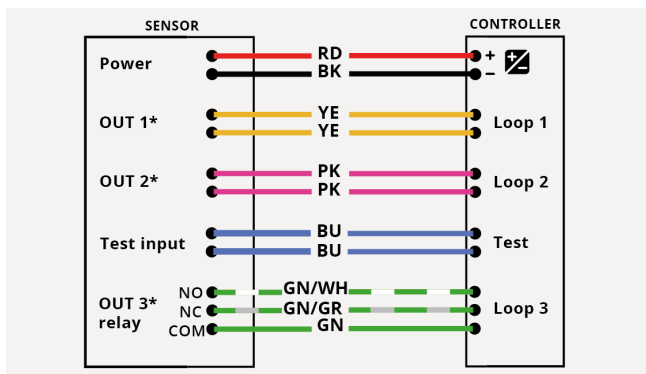 SENSOR
CONTROLLER
Power
RD
BK
+
−
+
−
OUT 1*
YE
YE
Loop 1
OUT 2*
PK
PK
Loop 2
Test input
BU
BU
Test
OUT 3*
relay
NO
NC
COM
GN/WH
GN/GR
GN
Loop 3